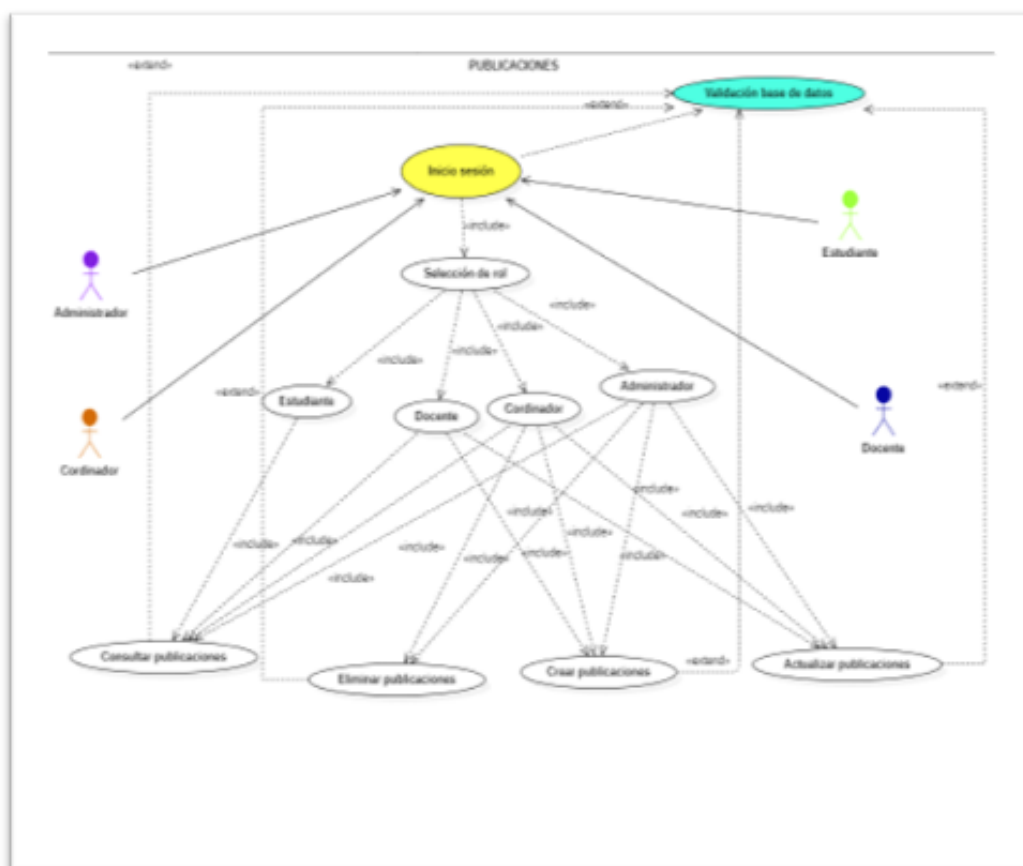 «extend»
PUBLICACIONES
Validación base de datos
«extend»
Inicio sesión
«include»
Estudiante
Selección de rol
Administrador
«include»
«include»
«include»
«include»
Administrador
«extend»
«extend»
Estudiante
Docente
Cordinador
Docente
Cordinador
«include»
«include»
«include»
«include»
«include»
«include»
«include»
«include»
«include»
«include»
«include»
«include»
Consultar publicaciones
«extend»
Actualizar publicaciones
Eliminar publicaciones
Crear publicaciones